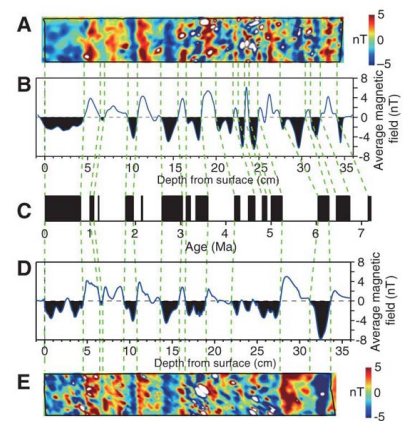 A
5
nT
-5
B
8
4
0
-4
-8
Average magnetic
field (nT)
0 5 10 15 20 25 30 35
Depth from surface (cm)
C
0 1 2 3 4 5 6 7
Age (Ma)
D
8
4
0
-4
-8
Average magnetic
field (nT)
0 5 10 15 20 25 30 35
Depth from surface (cm)
E
5
nT
-5